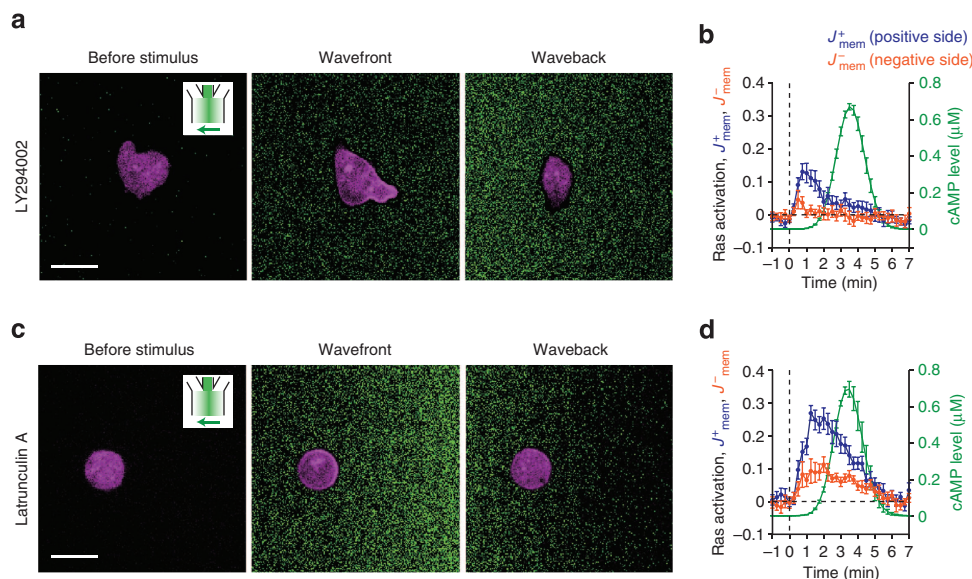 a
Before stimulus
Wavefront
Waveback
LY294002
b
J⁺mem (positive side)
J⁻mem (negative side)
Ras activation, J⁺mem, J⁻mem
0.4
0.3
0.2
0.1
0
–0.1
0.8
0.6
0.4
0.2
0
cAMP level (μM)
–1 0 1 2 3 4 5 6 7
Time (min)
c
Before stimulus
Wavefront
Waveback
Latrunculin A
d
Ras activation, J⁺mem, J⁻mem
0.4
0.3
0.2
0.1
0
–0.1
0.8
0.6
0.4
0.2
0
cAMP level (μM)
–1 0 1 2 3 4 5 6 7
Time (min)